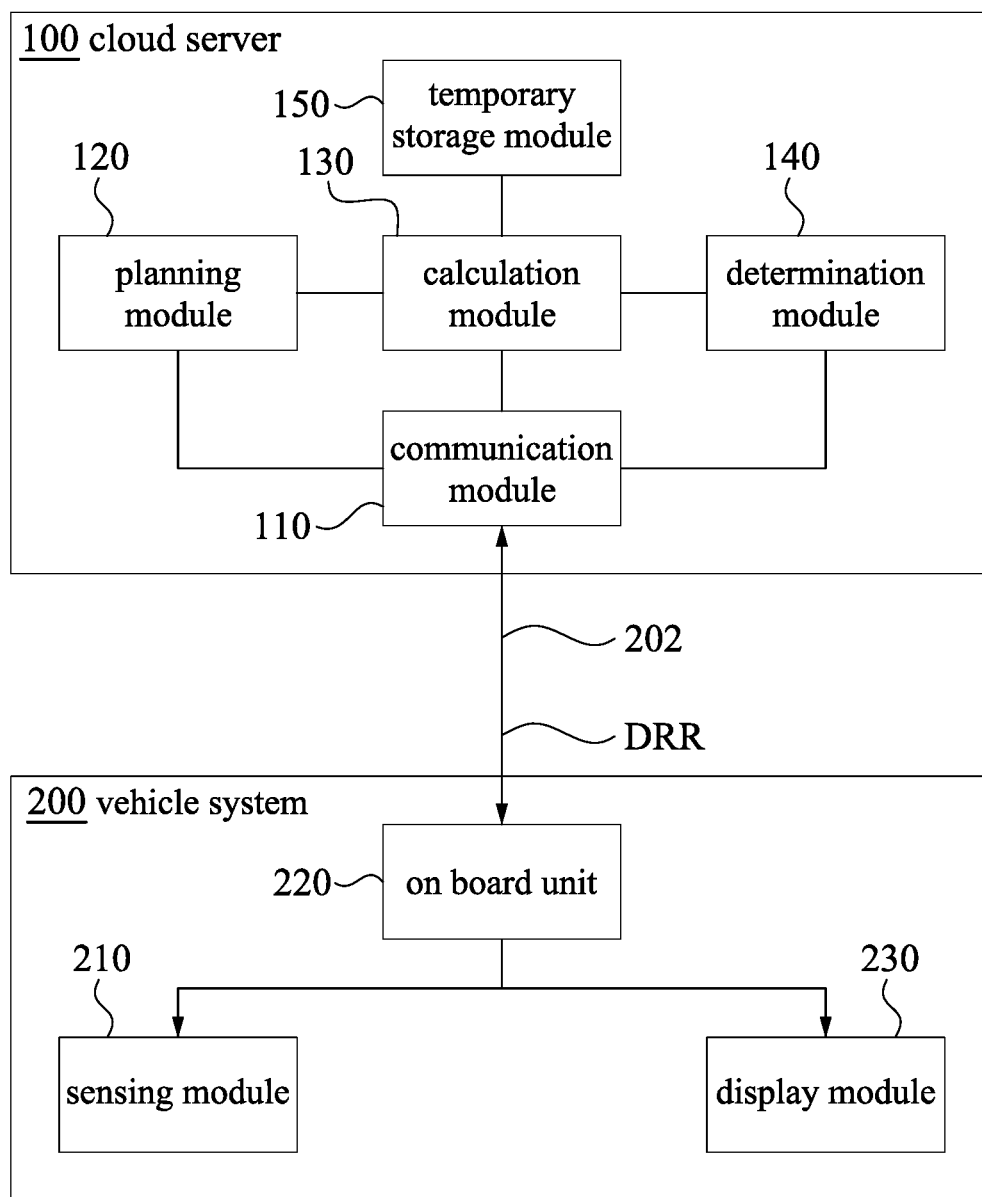 100 cloud server
150
temporary
storage module
120
130
140
planning
module
calculation
module
determination
module
communication
module
110
202
DRR
200 vehicle system
220
on board unit
210
230
sensing module
display module